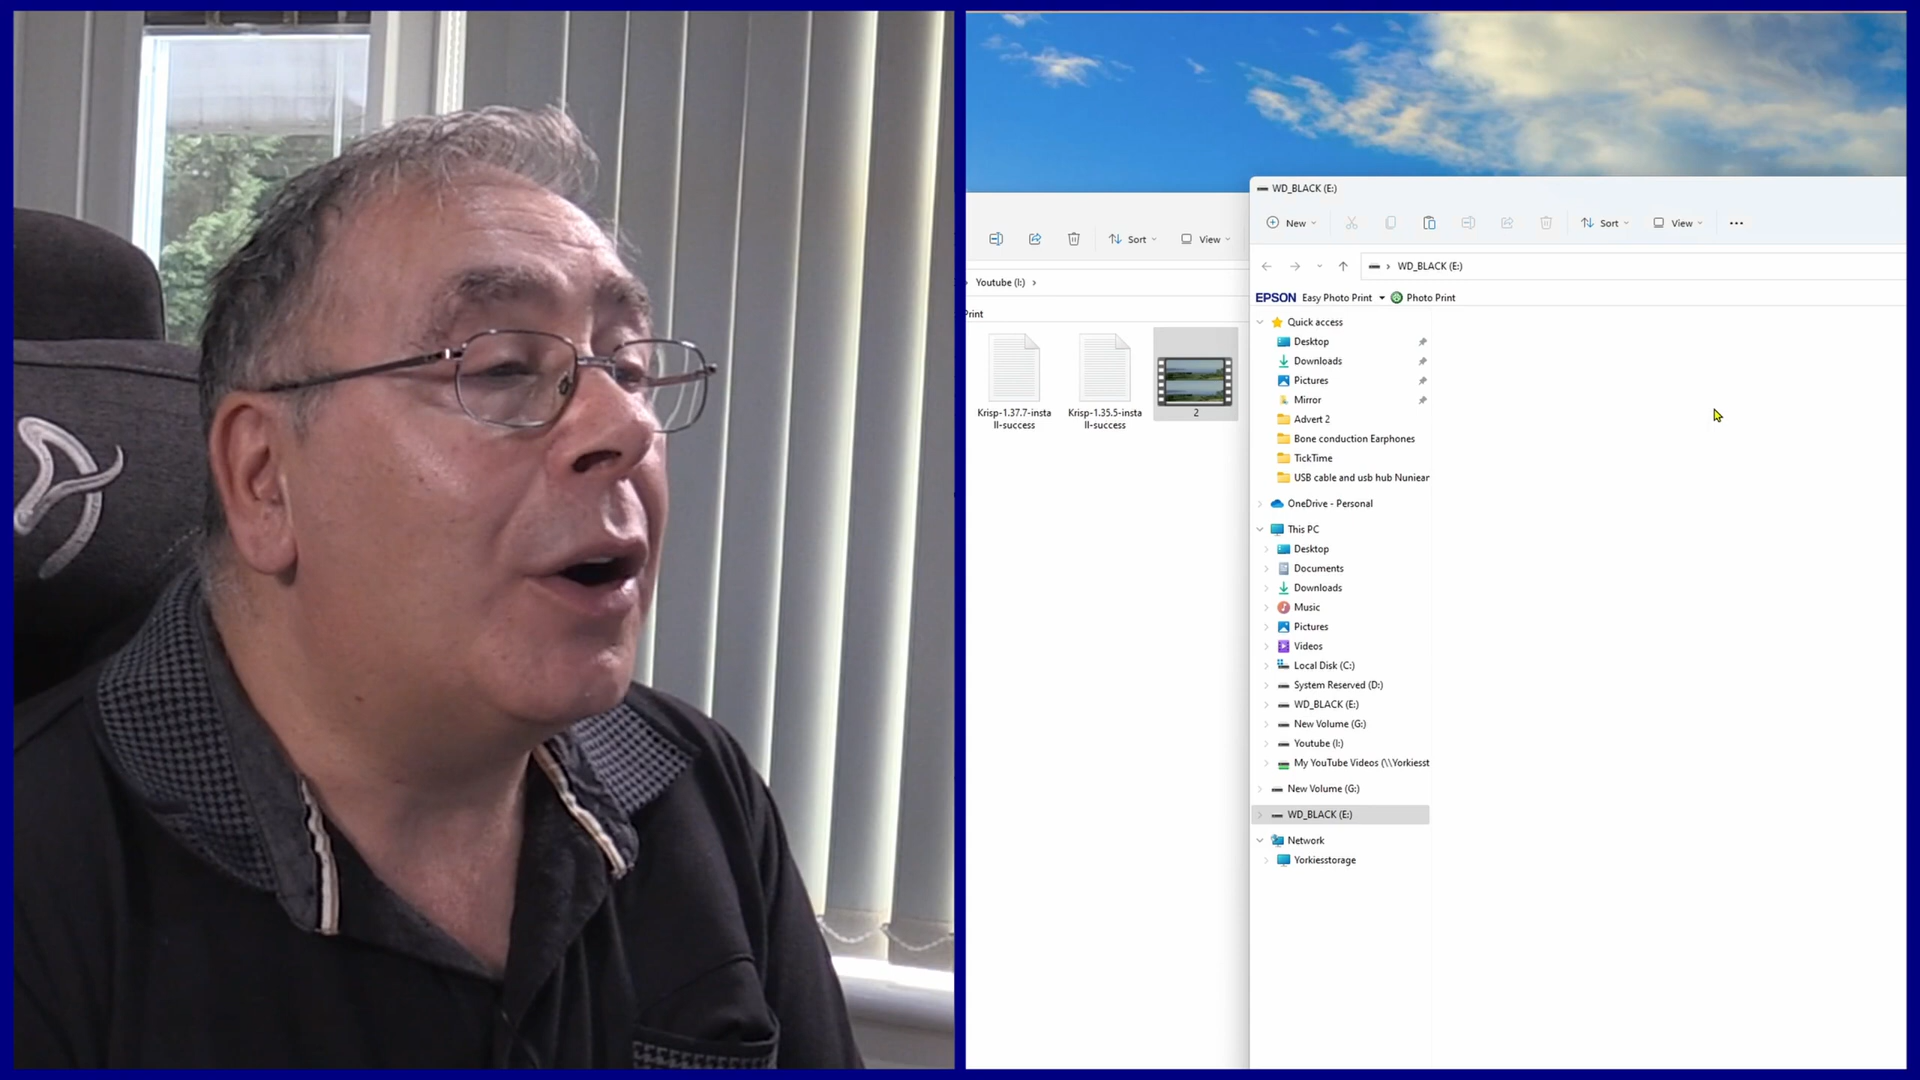 Sort
View
Youtube (I:)
Print
Krisp-1.37.7-insta
ll-success
Krisp-1.35.5-insta
ll-success
2
WD_BLACK (E:)
New
Sort
View
WD_BLACK (E:)
EPSON Easy Photo Print Photo Print
Quick access
Desktop
Downloads
Pictures
Mirror
Advert 2
Bone conduction Earphones
TickTime
USB cable and usb hub Nuniear
OneDrive - Personal
This PC
Desktop
Documents
Downloads
Music
Pictures
Videos
Local Disk (C:)
System Reserved (D:)
WD_BLACK (E:)
New Volume (G:)
Youtube (I:)
My YouTube Videos (\\Yorkiesst
New Volume (G:)
WD_BLACK (E:)
Network
Yorkiesstorage